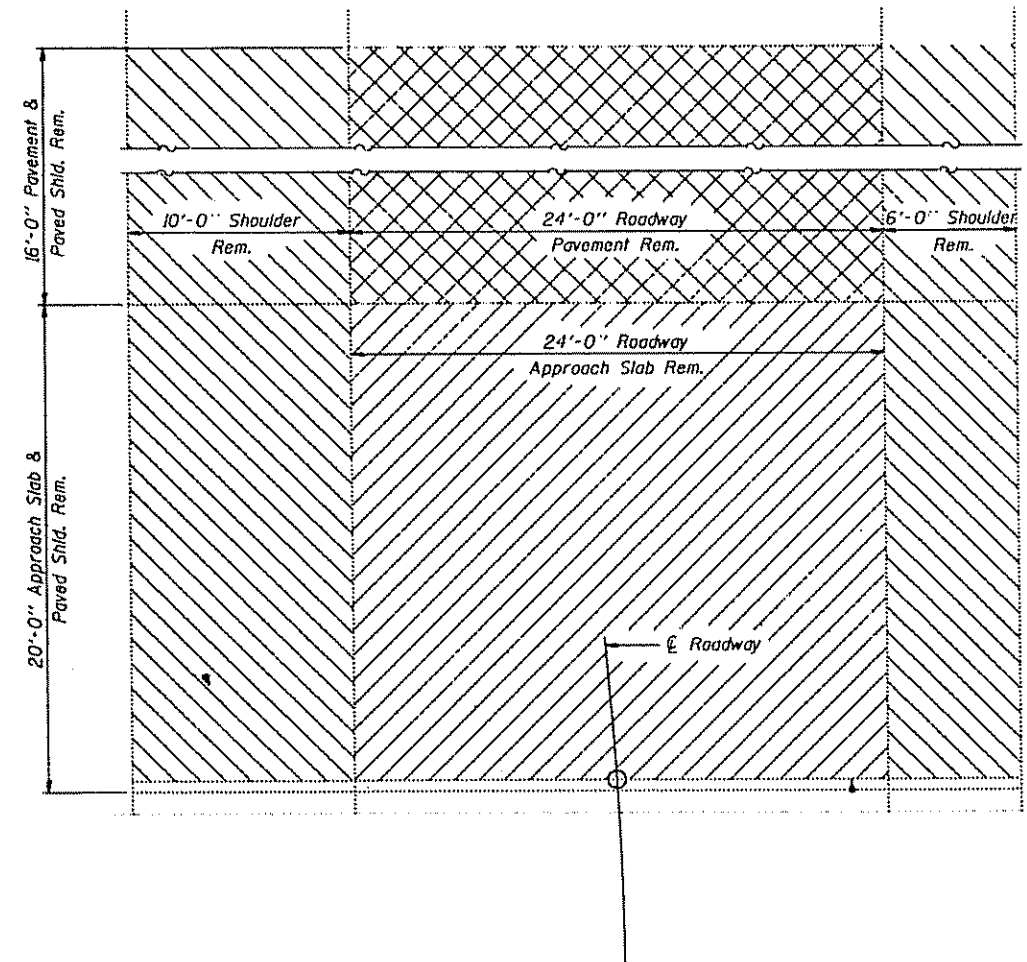 16'-0" Pavement &
Paved Shld. Rem.
10'-0" Shoulder
Rem.
24'-0" Roadway
Pavement Rem.
6'-0" Shoulder
Rem.
24'-0" Roadway
Approach Slab Rem.
20'-0" Approach Slab &
Paved Shld. Rem.
℄ Roadway